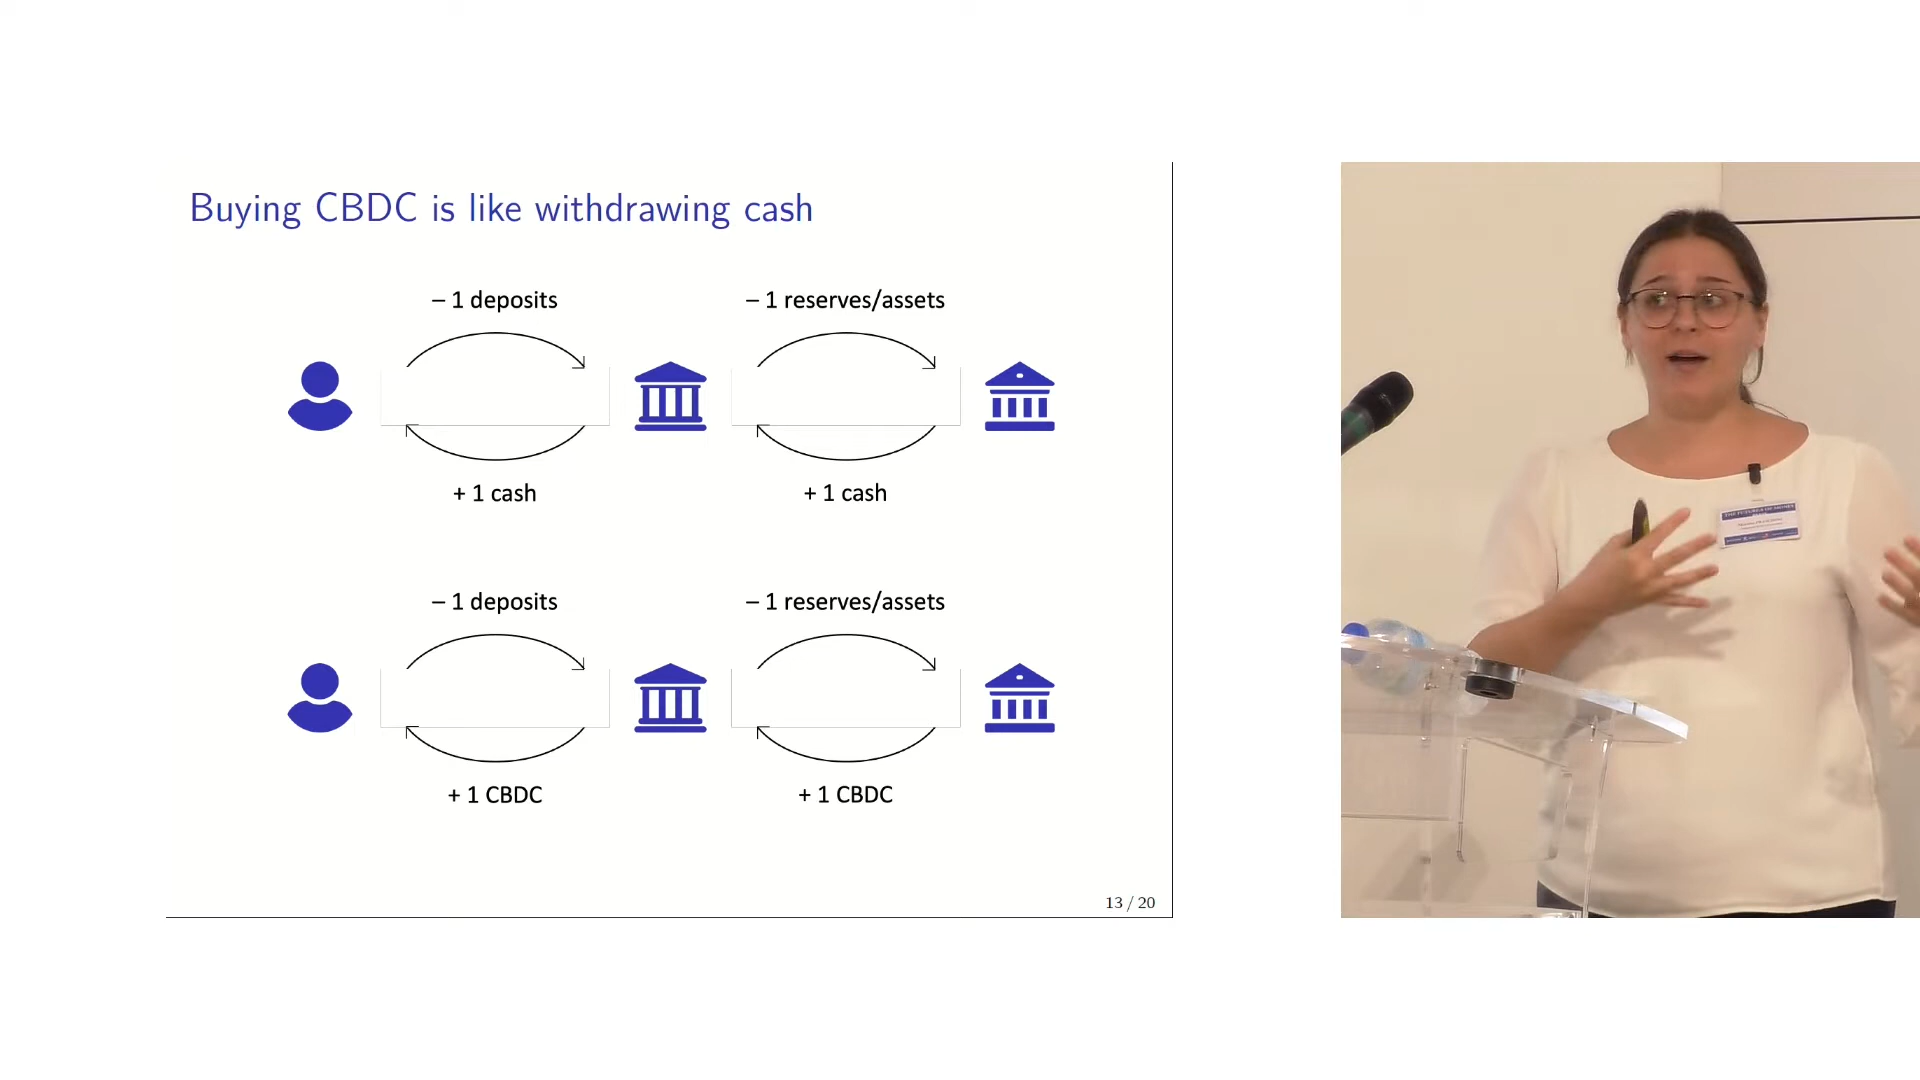 Buying CBDC is like withdrawing cash
– 1 deposits
– 1 reserves/assets
+ 1 cash
+ 1 cash
– 1 deposits
– 1 reserves/assets
+ 1 CBDC
+ 1 CBDC
13 / 20